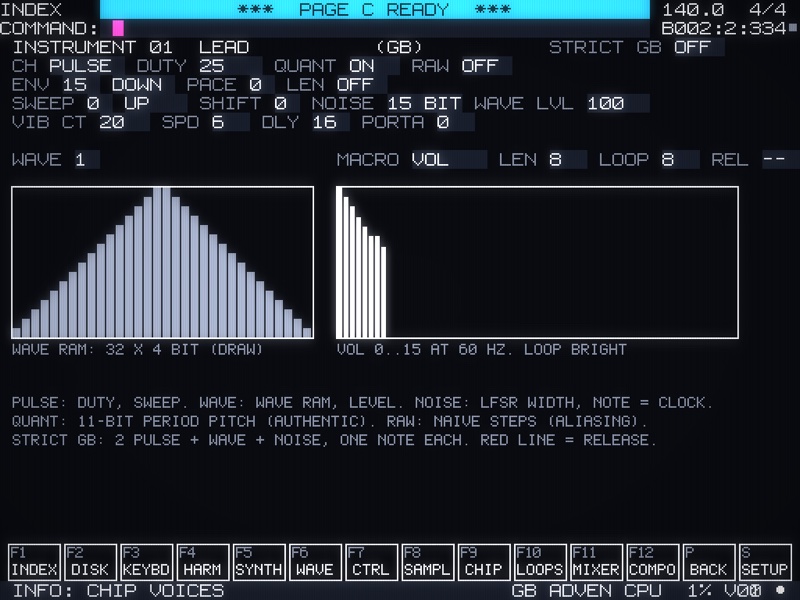 INDEX *** PAGE C READY *** 140.0 4/4
COMMAND: B002:2:334
INSTRUMENT 01 LEAD (GB) STRICT GB OFF
CH PULSE DUTY 25 QUANT ON RAW OFF
ENV 15 DOWN PACE 0 LEN OFF
SWEEP 0 UP SHIFT 0 NOISE 15 BIT WAVE LVL 100
VIB CT 20 SPD 6 DLY 16 PORTA 0
WAVE 1 MACRO VOL LEN 8 LOOP 8 REL --
WAVE RAM: 32 X 4 BIT (DRAW) VOL 0..15 AT 60 HZ. LOOP BRIGHT
PULSE: DUTY, SWEEP. WAVE: WAVE RAM, LEVEL. NOISE: LFSR WIDTH, NOTE = CLOCK.
QUANT: 11-BIT PERIOD PITCH (AUTHENTIC). RAW: NAIVE STEPS (ALIASING).
STRICT GB: 2 PULSE + WAVE + NOISE, ONE NOTE EACH. RED LINE = RELEASE.
F1 F2 F3 F4 F5 F6 F7 F8 F9 F10 F11 F12 P S
INDEX DISK KEYBD HARM SYNTH WAVE CTRL SAMPL CHIP LOOPS MIXER COMPO BACK SETUP
INFO: CHIP VOICES GB ADVEN CPU 1%